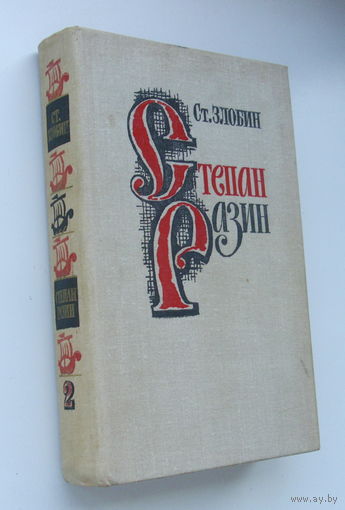 Ст. ЗЛОБИН
Степан
Разин
СТ.
ЗЛОБИН
СТЕПАН
РАЗИН
2
www.ay.by